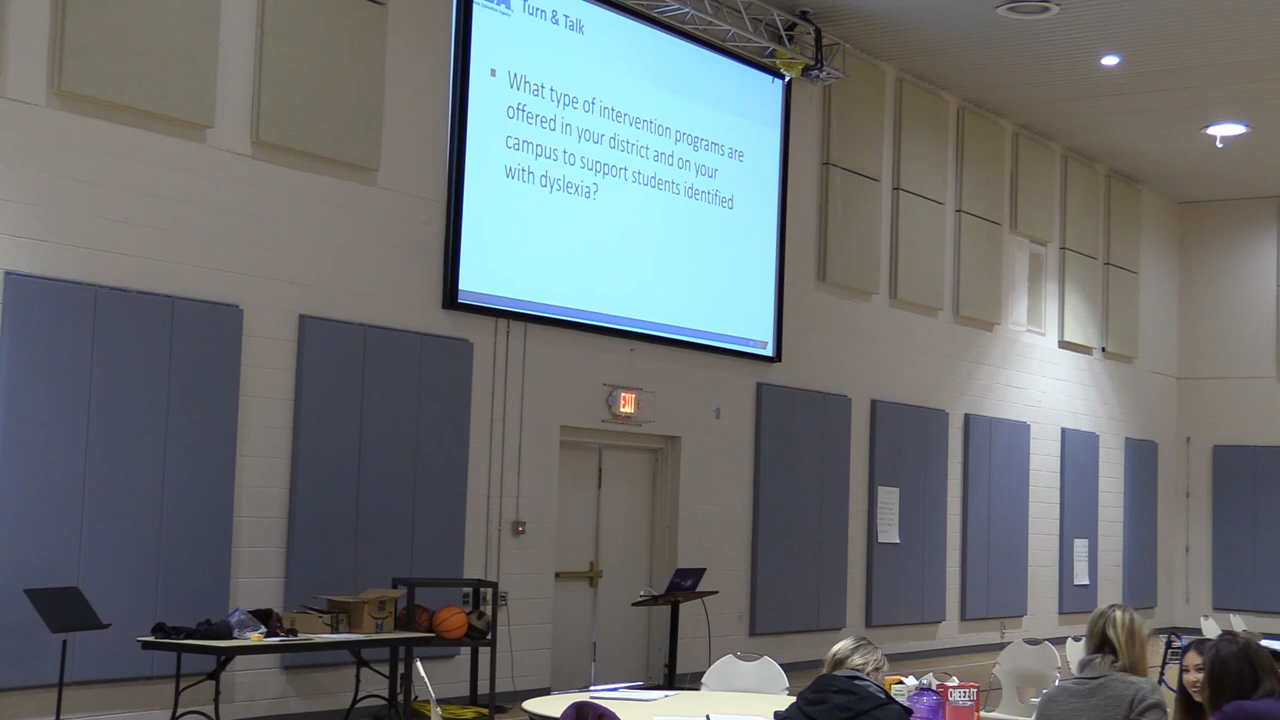 Turn & Talk
What type of intervention programs are
offered in your district and on your
campus to support students identified
with dyslexia?
EXIT
CHEEZ-IT